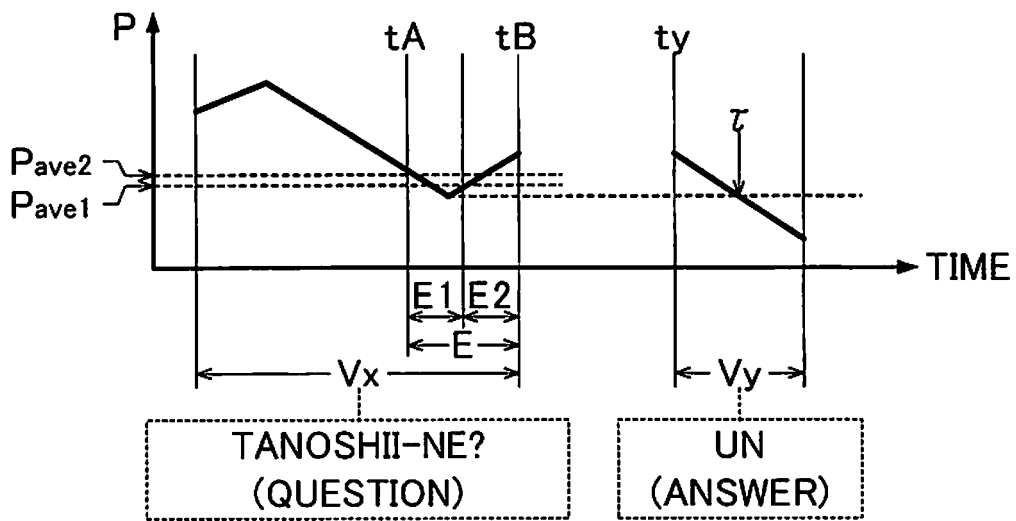 P
tA
tB
ty
τ
Pave2
Pave1
TIME
E1
E2
E
Vx
Vy
TANOSHII-NE?
(QUESTION)
UN
(ANSWER)